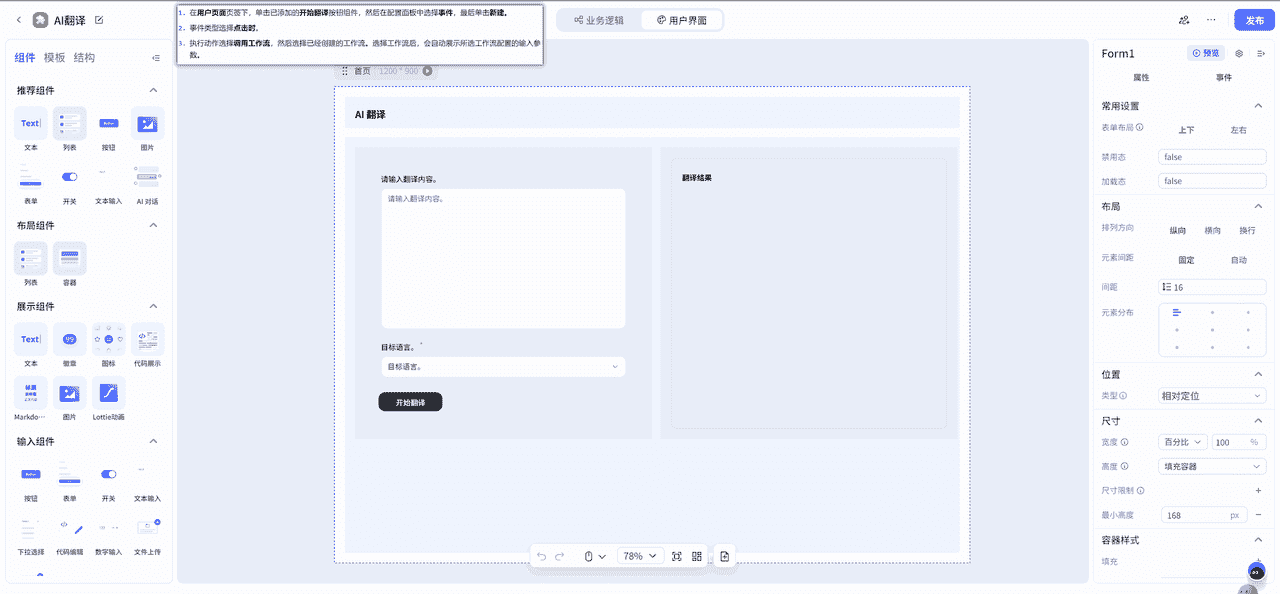 AI翻译
1. 在用户页面页签下，单击已添加的开始翻译按钮组件，然后在配置面板中选择事件，最后单击新建。
2. 事件类型选择点击时。
3. 执行动作选择调用工作流，然后选择已经创建的工作流。选择工作流后，会自动展示所选工作流配置的输入参
数。
业务逻辑
用户界面
发布
组件 模板 结构
推荐组件
Text
文本 列表 按钮 图片
表单 开关 文本输入 AI 对话
布局组件
列表 容器
展示组件
Text
文本 徽章 图标 代码展示
Markdo··· 图片 Lottie动画
输入组件
按钮 表单 开关 文本输入
下拉选择 代码编辑 数字输入 文件上传
首页 1200 * 900
AI 翻译
请输入翻译内容。
请输入翻译内容。
目标语言。 *
目标语言。
开始翻译
翻译结果
78%
Form1
预览
属性 事件
常用设置
表单布局 上下 左右
禁用态 false
加载态 false
布局
排列方向 纵向 横向 换行
元素间距 固定 自动
间距 16
元素分布
位置
类型 相对定位
尺寸
宽度 百分比 100 %
高度 填充容器
尺寸限制 +
最小高度 168 px −
容器样式
填充